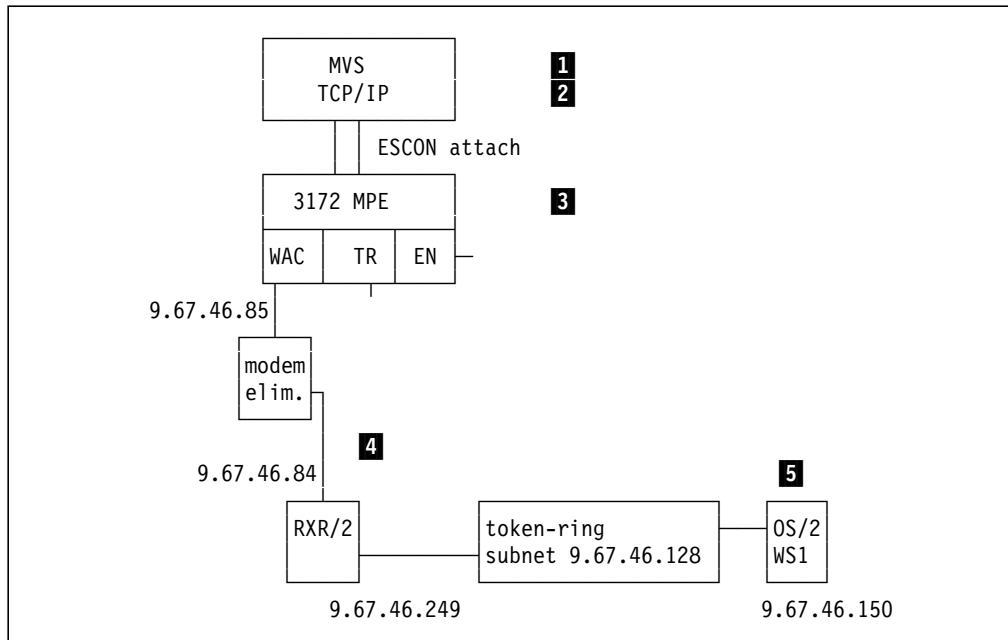 MVS
TCP/IP
1
2
ESCON attach
3172 MPE
3
WAC TR EN
9.67.46.85
modem
elim.
4
9.67.46.84
5
RXR/2
token-ring
subnet 9.67.46.128
OS/2
WS1
9.67.46.249
9.67.46.150